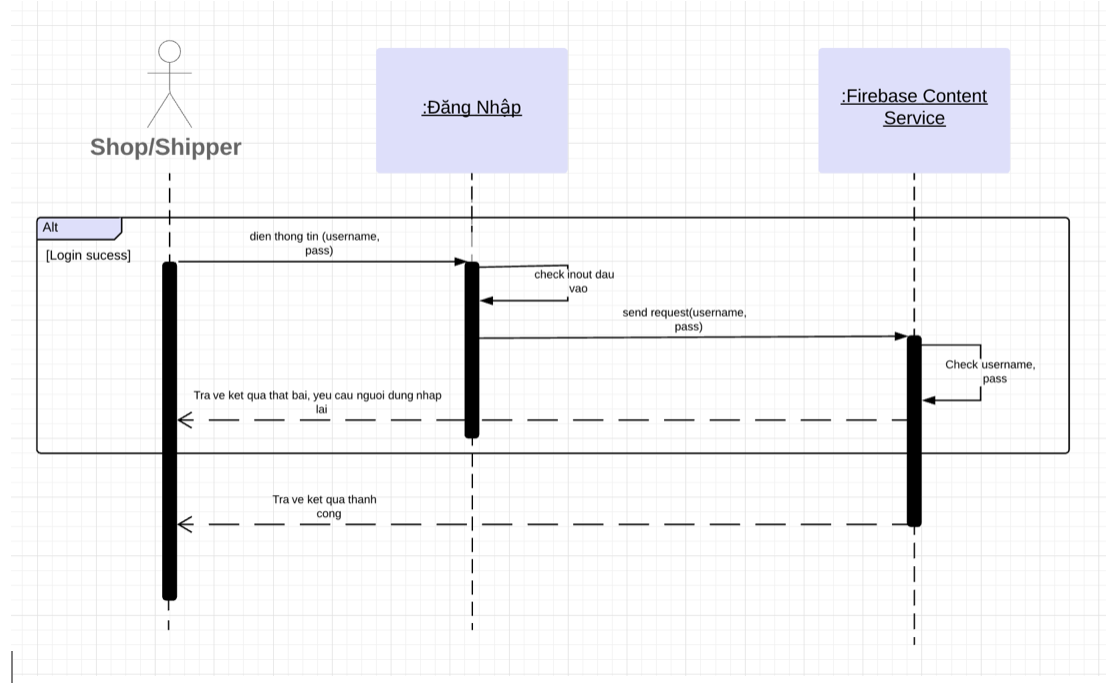 Shop/Shipper
:Đăng Nhập
:Firebase Content
Service
Alt
[Login sucess]
dien thong tin (username,
pass)
check inout dau
vao
send request(username,
pass)
Check username,
pass
Tra ve ket qua that bai, yeu cau nguoi dung nhap
lai
Tra ve ket qua thanh
cong